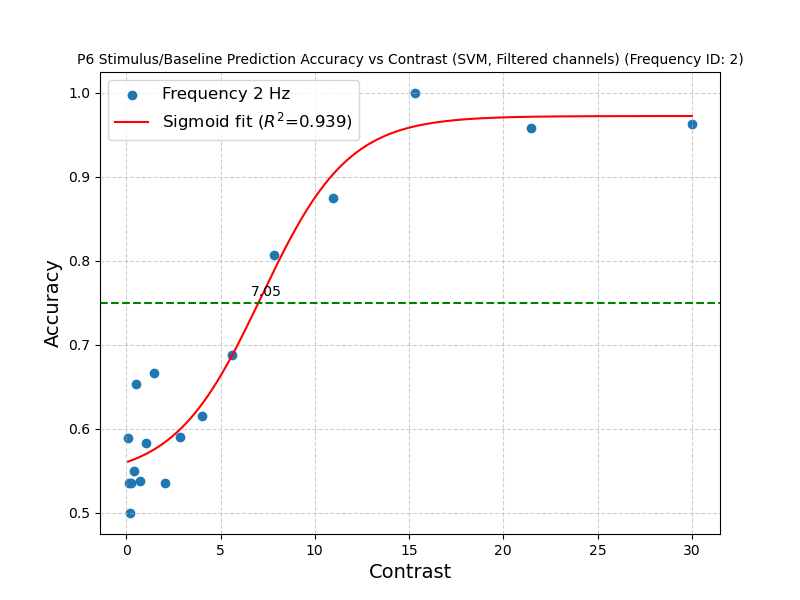 P6 Stimulus/Baseline Prediction Accuracy vs Contrast (SVM, Filtered channels) (Frequency ID: 2)
Frequency 2 Hz
Sigmoid fit (R²=0.939)
1.0
0.9
0.8
0.7
0.6
0.5
Accuracy
7.05
0 5 10 15 20 25 30
Contrast